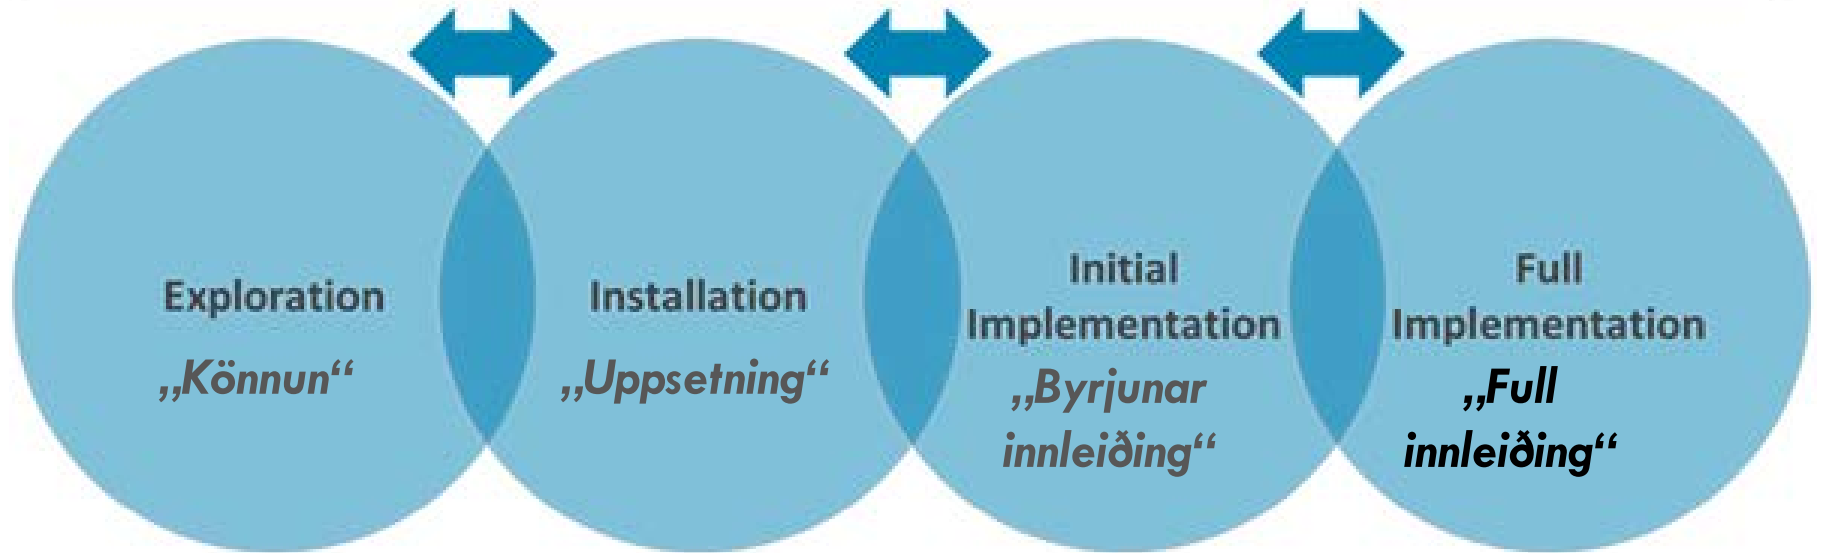 Exploration
„Könnun“
Installation
„Uppsetning“
Initial
Implementation
„Byrjunar
innleiðing“
Full
Implementation
„Full
innleiðing“